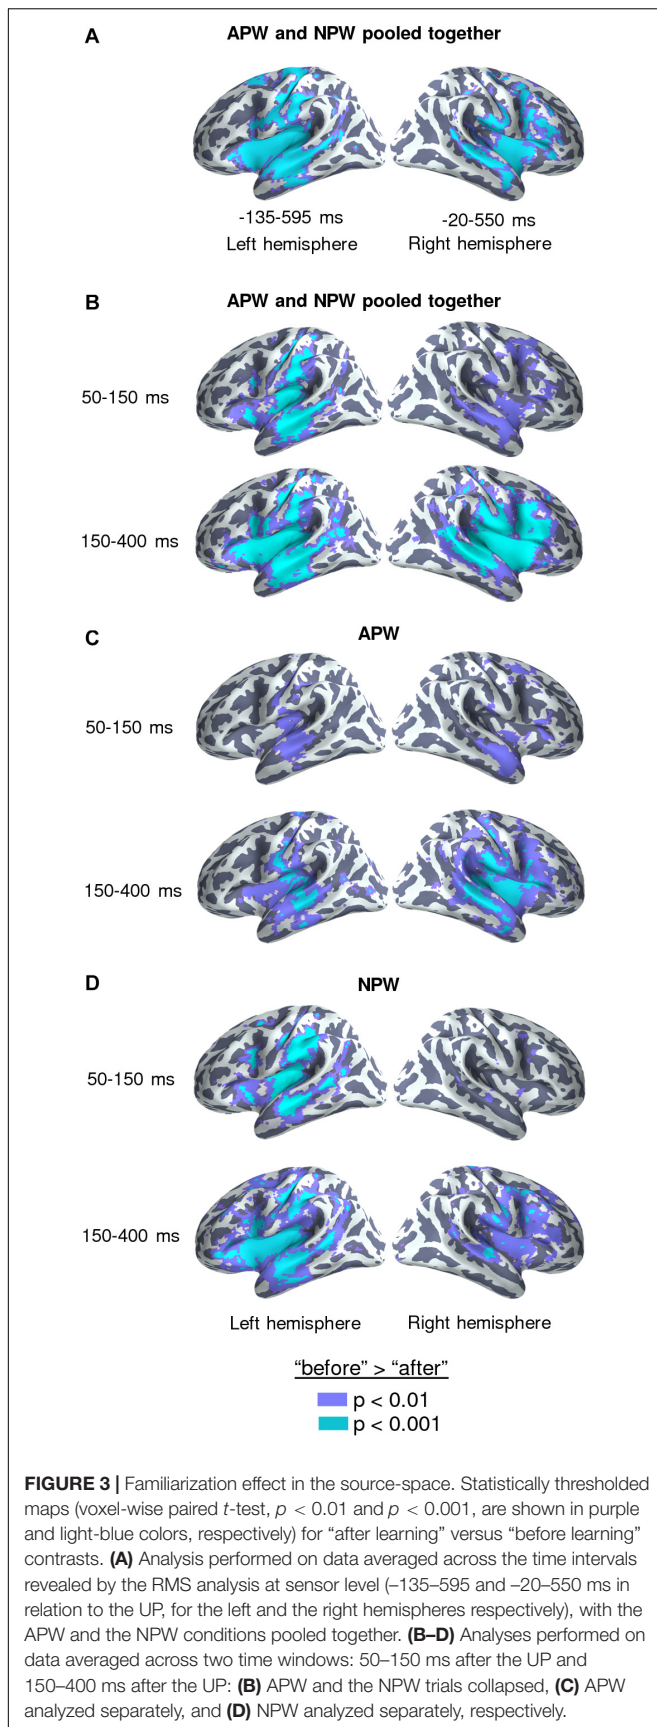 A APW and NPW pooled together
-135-595 ms -20-550 ms
Left hemisphere Right hemisphere
B APW and NPW pooled together
50-150 ms
150-400 ms
C APW
50-150 ms
150-400 ms
D NPW
50-150 ms
150-400 ms
Left hemisphere Right hemisphere
“before” > “after”
p < 0.01
p < 0.001
FIGURE 3 | Familiarization effect in the source-space. Statistically thresholded
maps (voxel-wise paired t-test, p < 0.01 and p < 0.001, are shown in purple
and light-blue colors, respectively) for “after learning” versus “before learning”
contrasts. (A) Analysis performed on data averaged across the time intervals
revealed by the RMS analysis at sensor level (–135–595 and –20–550 ms in
relation to the UP, for the left and the right hemispheres respectively), with the
APW and the NPW conditions pooled together. (B–D) Analyses performed on
data averaged across two time windows: 50–150 ms after the UP and
150–400 ms after the UP: (B) APW and the NPW trials collapsed, (C) APW
analyzed separately, and (D) NPW analyzed separately, respectively.